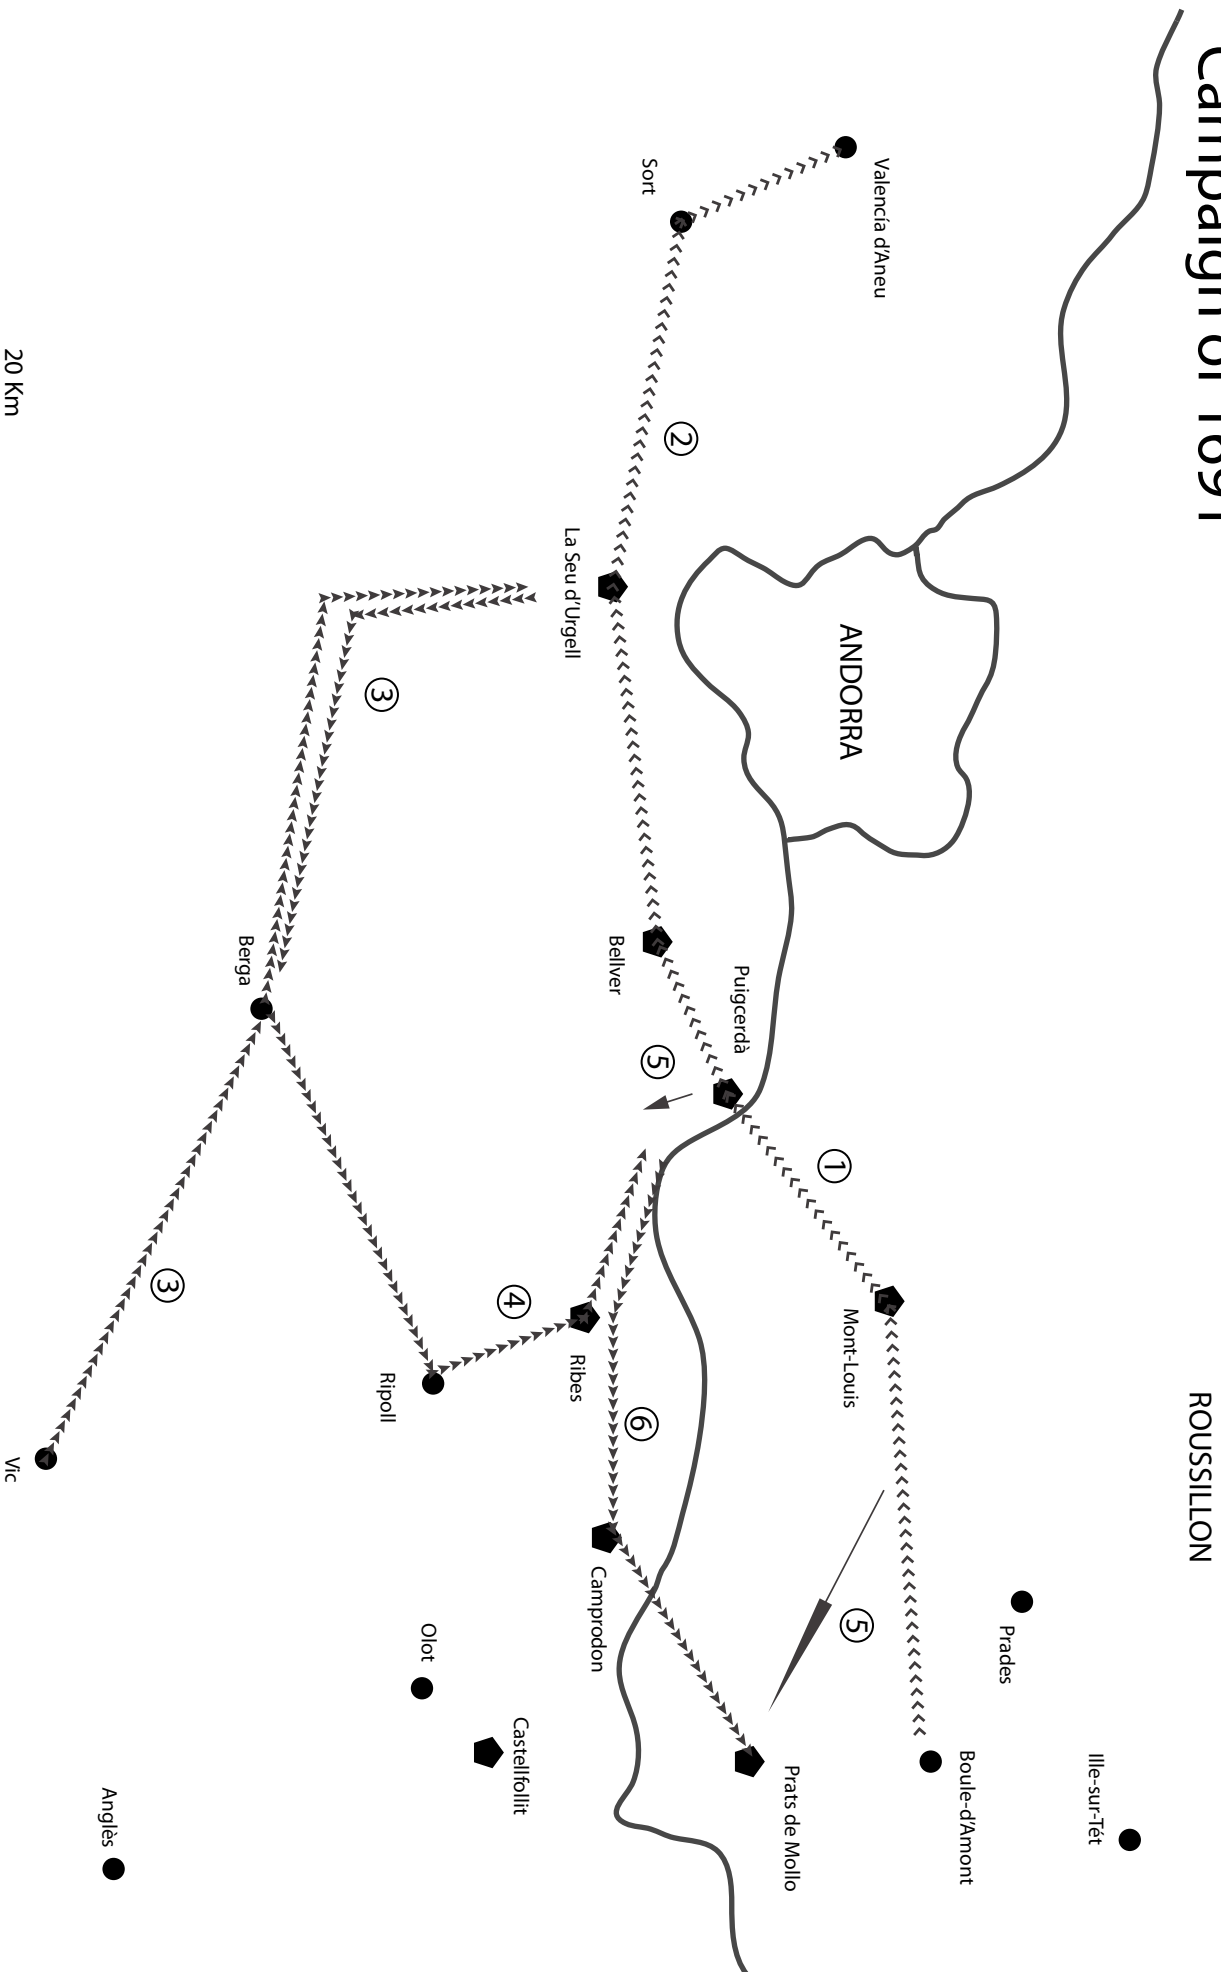 Campaign of 1691
ROUSSILLON
Ille-sur-Tét
Prades
Boule-d'Amont
Valencía d'Aneu
ANDORRA
1
Mont-Louis
5
Prats de Mollo
Puigcerdà
Sort
2
5
6
Bellver
Camprodon
La Seu d'Urgell
Ribes
4
Castellfollit
Olot
3
Ripoll
Berga
3
Anglès
20 Km
Vic